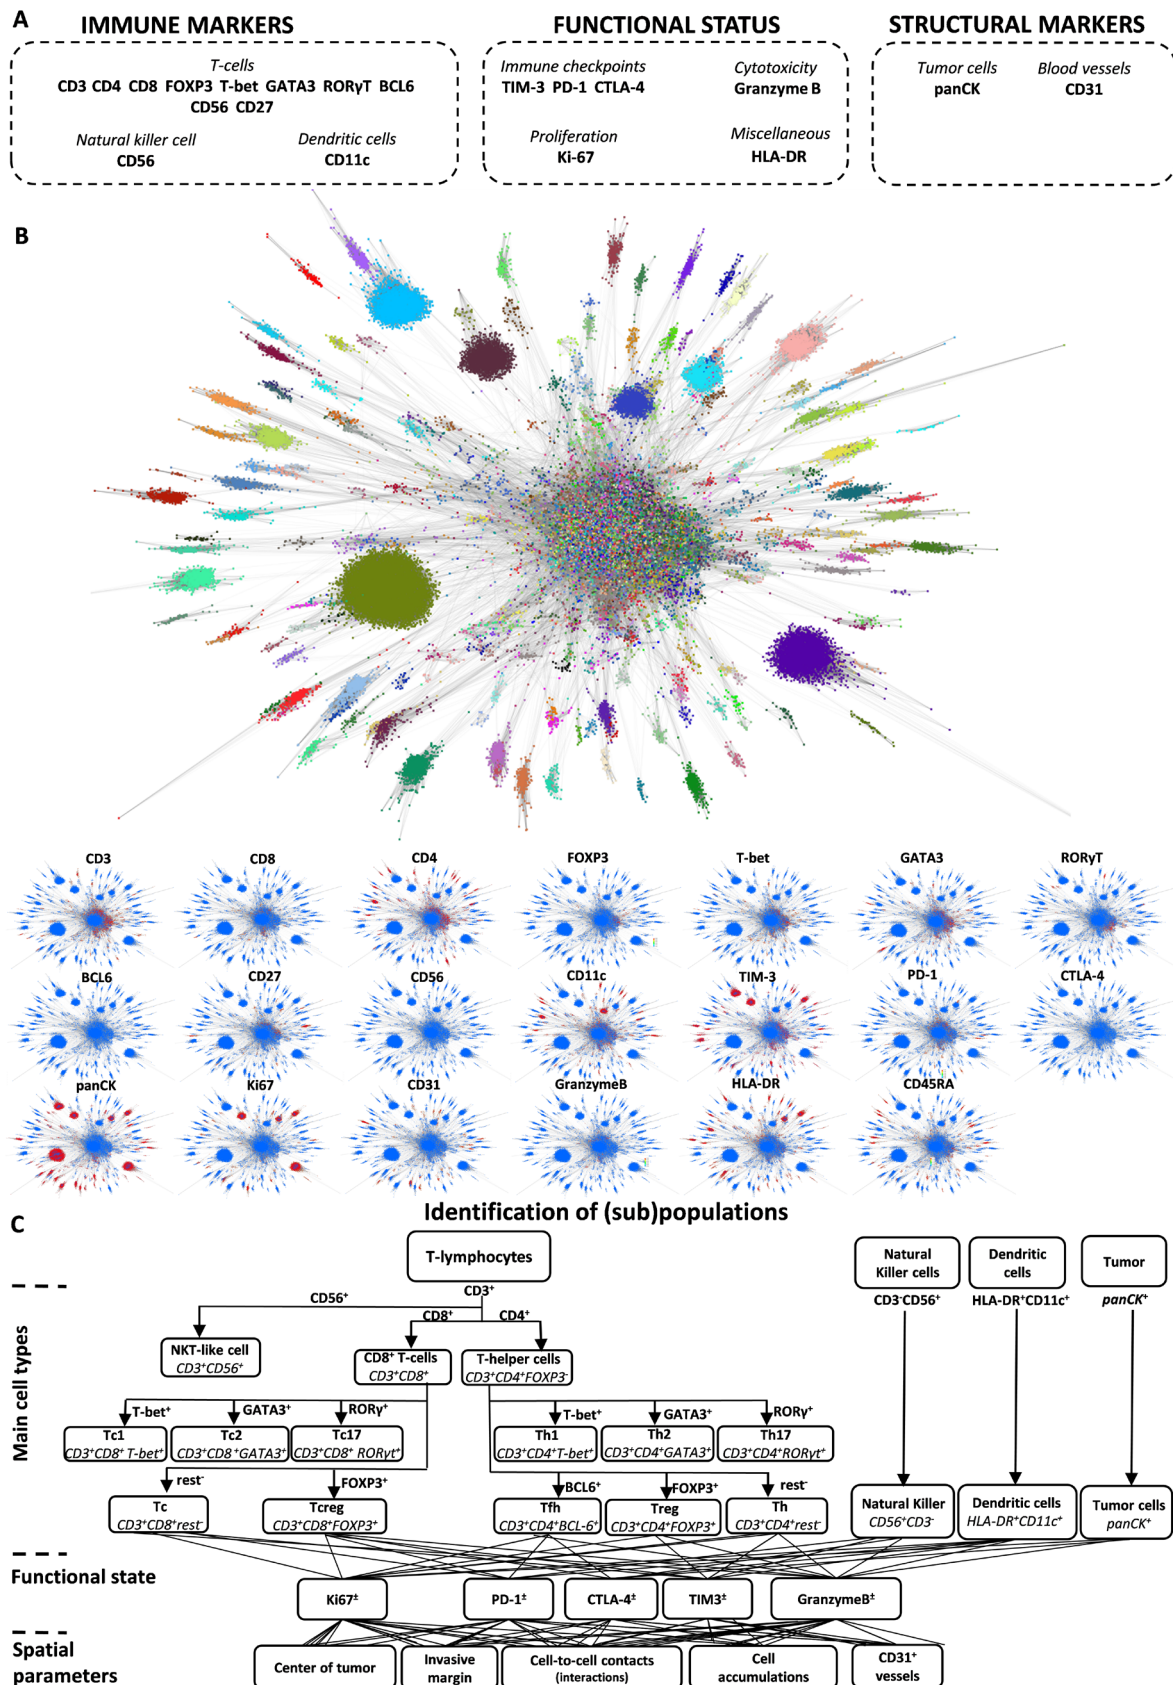 A
IMMUNE MARKERS
FUNCTIONAL STATUS
STRUCTURAL MARKERS
T-cells
CD3 CD4 CD8 FOXP3 T-bet GATA3 RORγT BCL6
CD56 CD27
Natural killer cell
CD56
Dendritic cells
CD11c
Immune checkpoints
TIM-3 PD-1 CTLA-4
Cytotoxicity
Granzyme B
Proliferation
Ki-67
Miscellaneous
HLA-DR
Tumor cells
panCK
Blood vessels
CD31
B
CD3 CD8 CD4 FOXP3 T-bet GATA3 RORγT
BCL6 CD27 CD56 CD11c TIM-3 PD-1 CTLA-4
panCK Ki67 CD31 GranzymeB HLA-DR CD45RA
C
Identification of (sub)populations
Main cell types
T-lymphocytes
CD3⁺
CD56⁺
CD8⁺
CD4⁺
NKT-like cell
CD3⁺CD56⁺
CD8⁺ T-cells
CD3⁺CD8⁺
T-helper cells
CD3⁺CD4⁺FOXP3⁻
T-bet⁺
GATA3⁺
RORγ⁺
T-bet⁺
GATA3⁺
RORγ⁺
Tc1
CD3⁺CD8⁺ T-bet⁺
Tc2
CD3⁺CD8⁺GATA3⁺
Tc17
CD3⁺CD8⁺ RORγt⁺
Th1
CD3⁺CD4⁺T-bet⁺
Th2
CD3⁺CD4⁺GATA3⁺
Th17
CD3⁺CD4⁺RORγt⁺
rest⁻
FOXP3⁺
BCL6⁺
FOXP3⁺
rest⁻
Tc
CD3⁺CD8⁺rest⁻
Tcreg
CD3⁺CD8⁺FOXP3⁺
Tfh
CD3⁺CD4⁺BCL-6⁺
Treg
CD3⁺CD4⁺FOXP3⁺
Th
CD3⁺CD4⁺rest⁻
Natural
Killer cells
CD3⁻CD56⁺
Dendritic
cells
HLA-DR⁺CD11c⁺
Tumor
panCK⁺
Natural Killer
CD56⁺CD3⁻
Dendritic cells
HLA-DR⁺CD11c⁺
Tumor cells
panCK⁺
Functional state
Ki67±
PD-1±
CTLA-4±
TIM3±
GranzymeB±
Spatial
parameters
Center of tumor
Invasive
margin
Cell-to-cell contacts
(interactions)
Cell
accumulations
CD31⁺
vessels